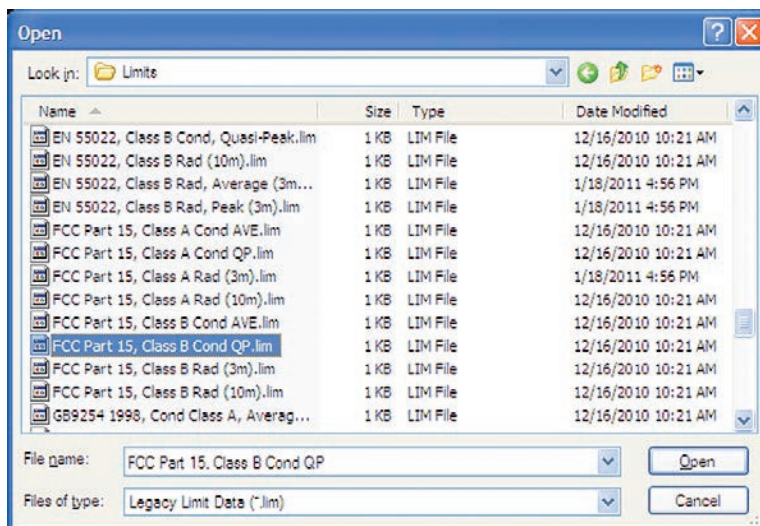 Open
Look in: Limits
Name Size Type Date Modified
EN 55022, Class B Cond, Quasi-Peak.lim 1 KB LIM File 12/16/2010 10:21 AM
EN 55022, Class B Rad (10m).lim 1 KB LIM File 12/16/2010 10:21 AM
EN 55022, Class B Rad, Average (3m... 1 KB LIM File 1/18/2011 4:56 PM
EN 55022, Class B Rad, Peak (3m).lim 1 KB LIM File 1/18/2011 4:56 PM
FCC Part 15, Class A Cond AVE.lim 1 KB LIM File 12/16/2010 10:21 AM
FCC Part 15, Class A Cond QP.lim 1 KB LIM File 12/16/2010 10:21 AM
FCC Part 15, Class A Rad (3m).lim 1 KB LIM File 1/18/2011 4:56 PM
FCC Part 15, Class A Rad (10m).lim 1 KB LIM File 12/16/2010 10:21 AM
FCC Part 15, Class B Cond AVE.lim 1 KB LIM File 12/16/2010 10:21 AM
FCC Part 15, Class B Cond QP.lim 1 KB LIM File 12/16/2010 10:21 AM
FCC Part 15, Class B Rad (3m).lim 1 KB LIM File 12/16/2010 10:21 AM
FCC Part 15, Class B Rad (10m).lim 1 KB LIM File 12/16/2010 10:21 AM
GB9254 1998, Cond Class A, Averag... 1 KB LIM File 12/16/2010 10:21 AM
File name: FCC Part 15, Class B Cond QP Open
Files of type: Legacy Limit Data (*.lim) Cancel